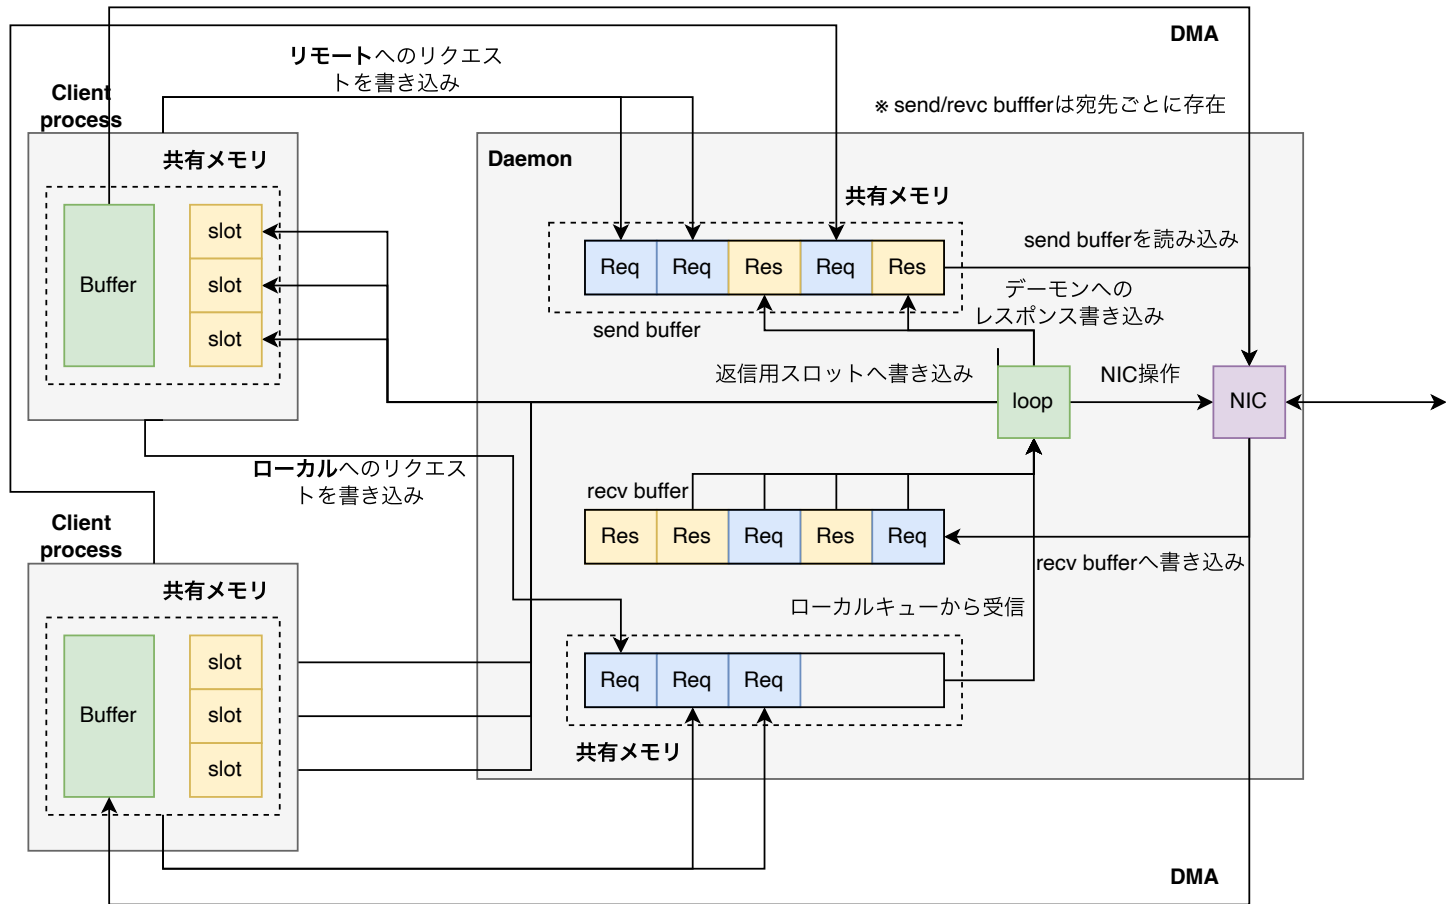 DMA
リモートへのリクエス
トを書き込み
Client
process
※ send/revc buffferは宛先ごとに存在
共有メモリ
Daemon
共有メモリ
Buffer
slot
slot
slot
Req
Req
Res
Req
Res
send bufferを読み込み
send buffer
デーモンへの
レスポンス書き込み
返信用スロットへ書き込み
NIC操作
loop
NIC
ローカルへのリクエス
トを書き込み
recv buffer
Res
Res
Req
Res
Req
recv bufferへ書き込み
Client
process
共有メモリ
Buffer
slot
slot
slot
ローカルキューから受信
Req
Req
Req
共有メモリ
DMA